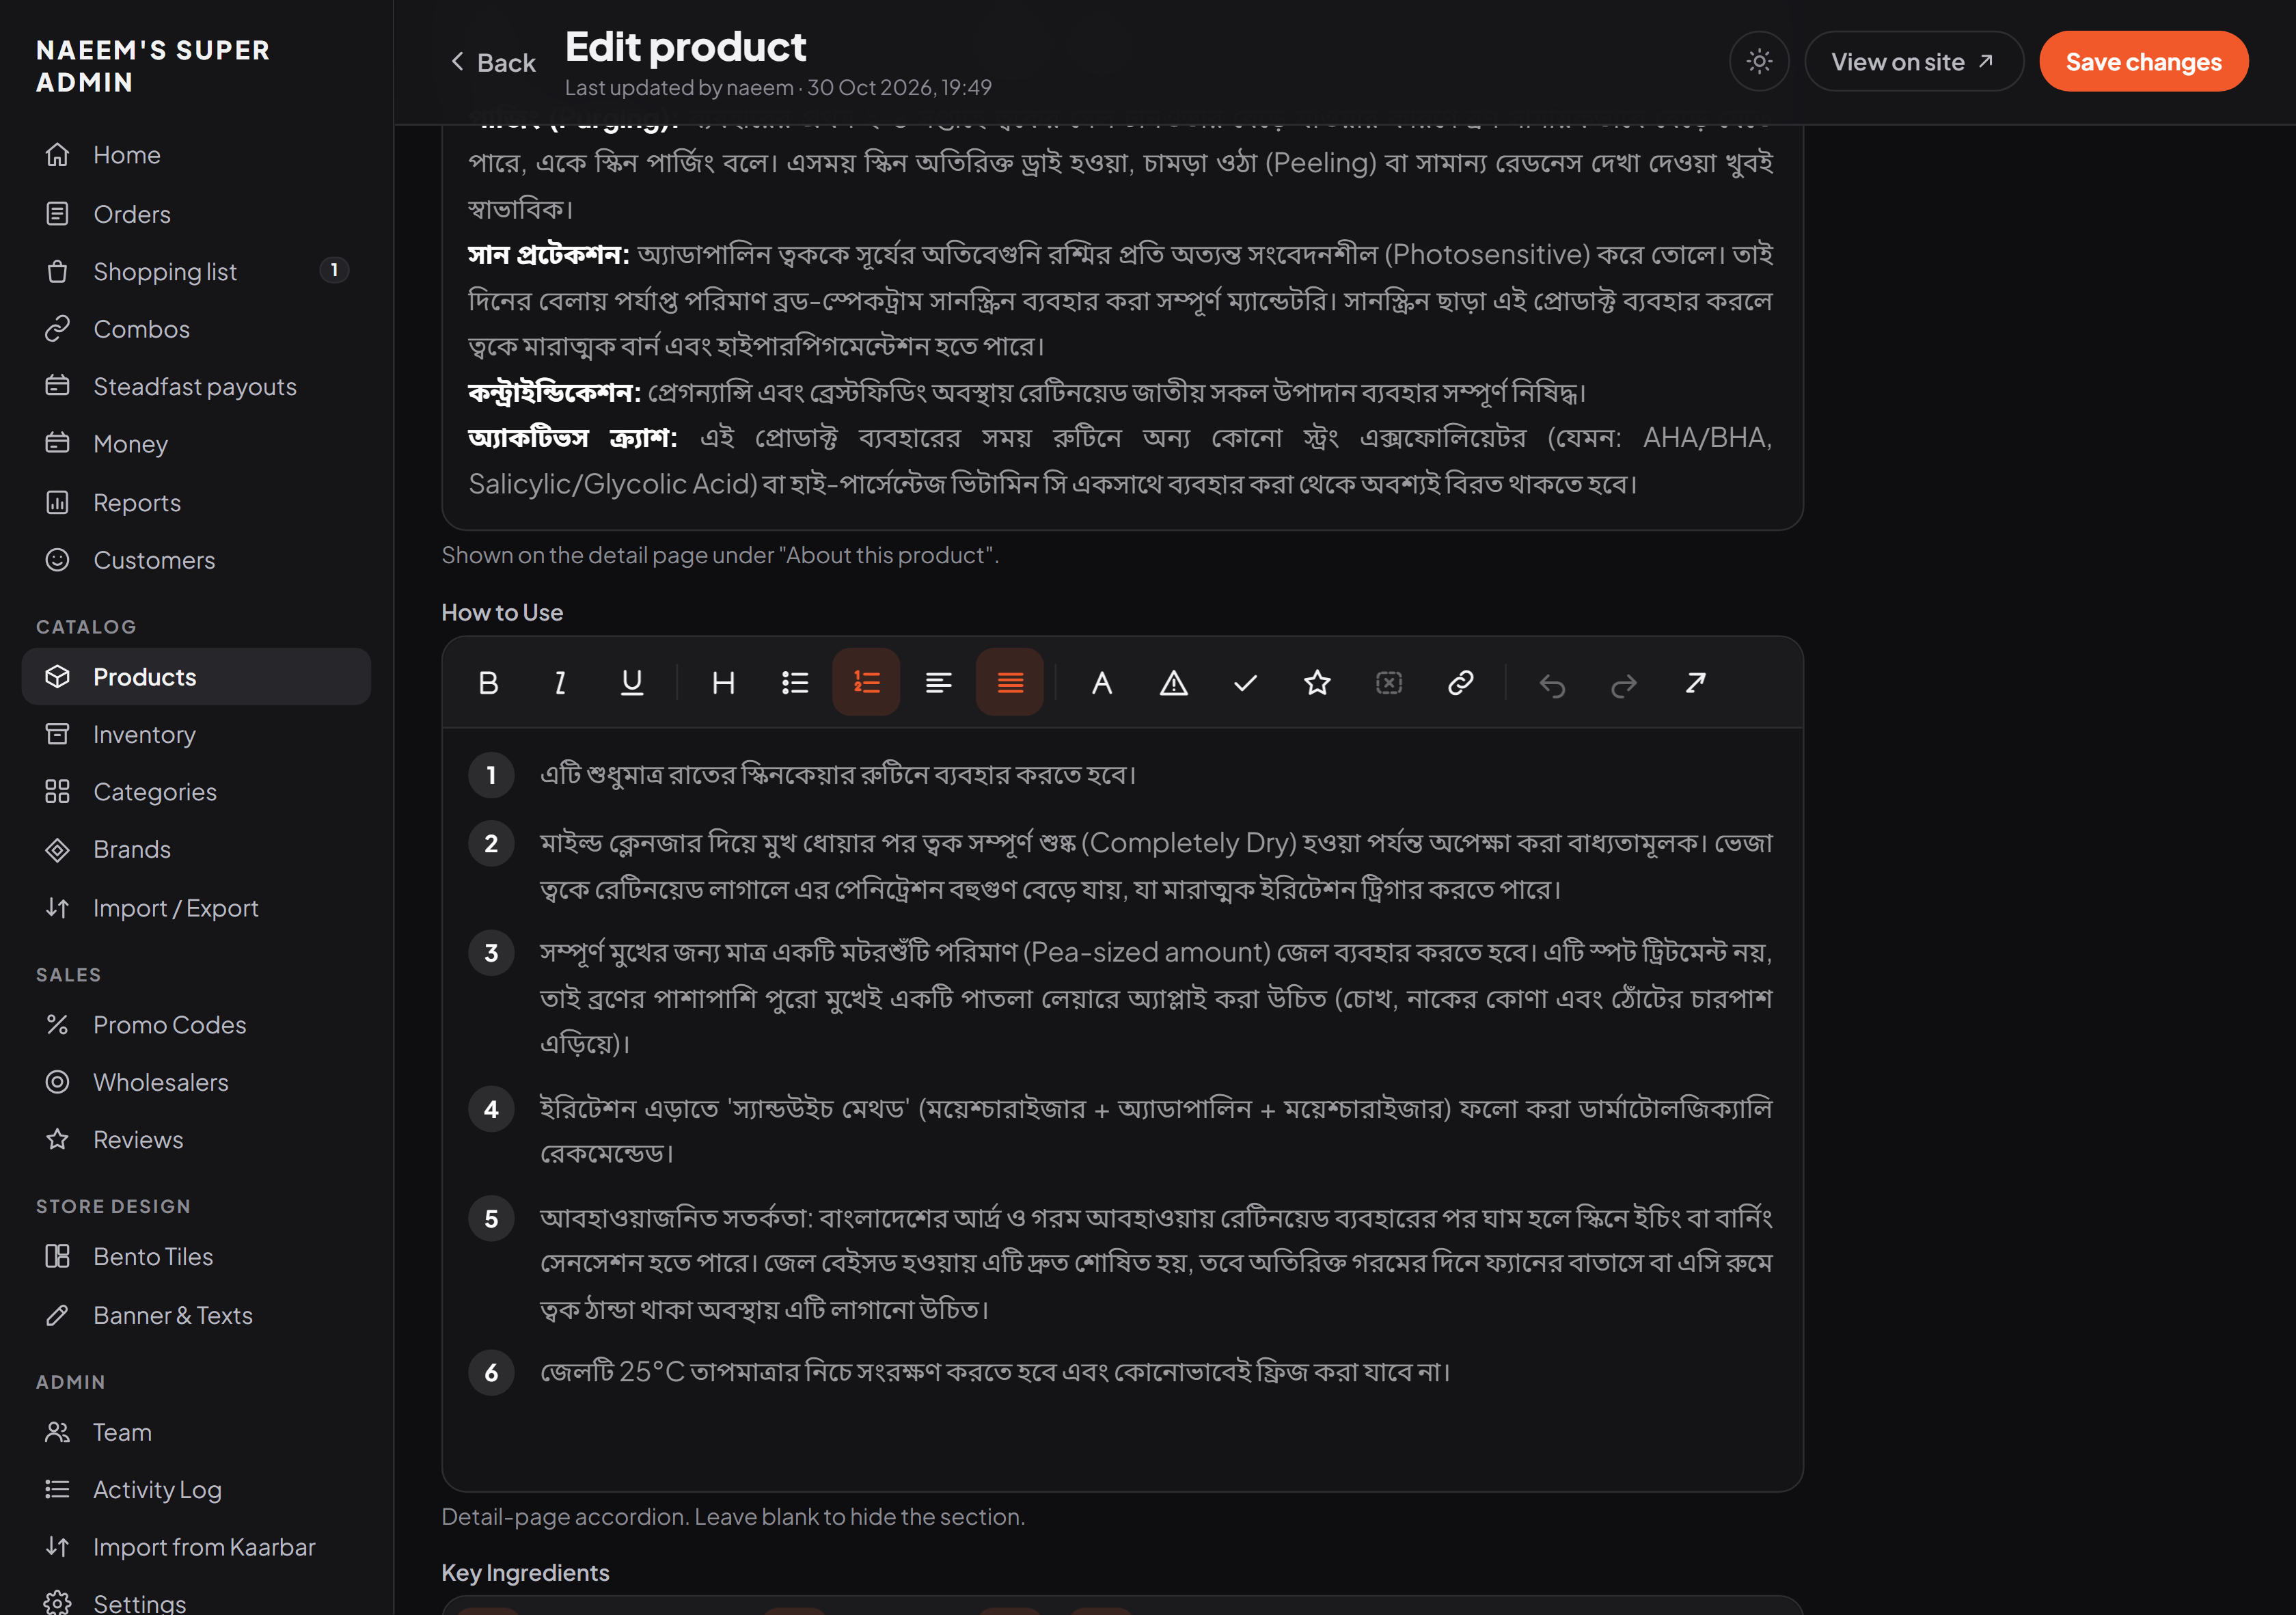 NAEEM'S SUPER
ADMIN
Home
Orders
Shopping list 1
Combos
Steadfast payouts
Money
Reports
Customers
CATALOG
Products
Inventory
Categories
Brands
Import / Export
SALES
Promo Codes
Wholesalers
Reviews
STORE DESIGN
Bento Tiles
Banner & Texts
ADMIN
Team
Activity Log
Import from Kaarbar
Settings
Back
Edit product
Last updated by naeem · 30 Oct 2026, 19:49
View on site
Save changes
(Purging):
পারে, একে স্কিন পার্জিং বলে। এসময় স্কিন অতিরিক্ত ড্রাই হওয়া, চামড়া ওঠা (Peeling) বা সামান্য রেডনেস দেখা দেওয়া খুবই
স্বাভাবিক।
সান প্রটেকশন: অ্যাডাপালিন ত্বককে সূর্যের অতিবেগুনি রশ্মির প্রতি অত্যন্ত সংবেদনশীল (Photosensitive) করে তোলে। তাই
দিনের বেলায় পর্যাপ্ত পরিমাণ ব্রড-স্পেকট্রাম সানস্ক্রিন ব্যবহার করা সম্পূর্ণ ম্যান্ডেটরি। সানস্ক্রিন ছাড়া এই প্রোডাক্ট ব্যবহার করলে
ত্বকে মারাত্মক বার্ন এবং হাইপারপিগমেন্টেশন হতে পারে।
কন্ট্রাইন্ডিকেশন: প্রেগন্যান্সি এবং ব্রেস্টফিডিং অবস্থায় রেটিনয়েড জাতীয় সকল উপাদান ব্যবহার সম্পূর্ণ নিষিদ্ধ।
অ্যাকটিভস ক্র্যাশ: এই প্রোডাক্ট ব্যবহারের সময় রুটিনে অন্য কোনো স্ট্রং এক্সফোলিয়েটর (যেমন: AHA/BHA,
Salicylic/Glycolic Acid) বা হাই-পার্সেন্টেজ ভিটামিন সি একসাথে ব্যবহার করা থেকে অবশ্যই বিরত থাকতে হবে।
Shown on the detail page under "About this product".
How to Use
1 এটি শুধুমাত্র রাতের স্কিনকেয়ার রুটিনে ব্যবহার করতে হবে।
2 মাইল্ড ক্লেনজার দিয়ে মুখ ধোয়ার পর ত্বক সম্পূর্ণ শুষ্ক (Completely Dry) হওয়া পর্যন্ত অপেক্ষা করা বাধ্যতামূলক। ভেজা
ত্বকে রেটিনয়েড লাগালে এর পেনিট্রেশন বহুগুণ বেড়ে যায়, যা মারাত্মক ইরিটেশন ট্রিগার করতে পারে।
3 সম্পূর্ণ মুখের জন্য মাত্র একটি মটরশুঁটি পরিমাণ (Pea-sized amount) জেল ব্যবহার করতে হবে। এটি স্পট ট্রিটমেন্ট নয়,
তাই ব্রণের পাশাপাশি পুরো মুখেই একটি পাতলা লেয়ারে অ্যাপ্লাই করা উচিত (চোখ, নাকের কোণা এবং ঠোঁটের চারপাশ
এড়িয়ে)।
4 ইরিটেশন এড়াতে 'স্যান্ডউইচ মেথড' (ময়েশ্চারাইজার + অ্যাডাপালিন + ময়েশ্চারাইজার) ফলো করা ডার্মাটোলজিক্যালি
রেকমেন্ডেড।
5 আবহাওয়াজনিত সতর্কতা: বাংলাদেশের আর্দ্র ও গরম আবহাওয়ায় রেটিনয়েড ব্যবহারের পর ঘাম হলে স্কিনে ইচিং বা বার্নিং
সেনসেশন হতে পারে। জেল বেইসড হওয়ায় এটি দ্রুত শোষিত হয়, তবে অতিরিক্ত গরমের দিনে ফ্যানের বাতাসে বা এসি রুমে
ত্বক ঠান্ডা থাকা অবস্থায় এটি লাগানো উচিত।
6 জেলটি 25°C তাপমাত্রার নিচে সংরক্ষণ করতে হবে এবং কোনোভাবেই ফ্রিজ করা যাবে না।
Detail-page accordion. Leave blank to hide the section.
Key Ingredients